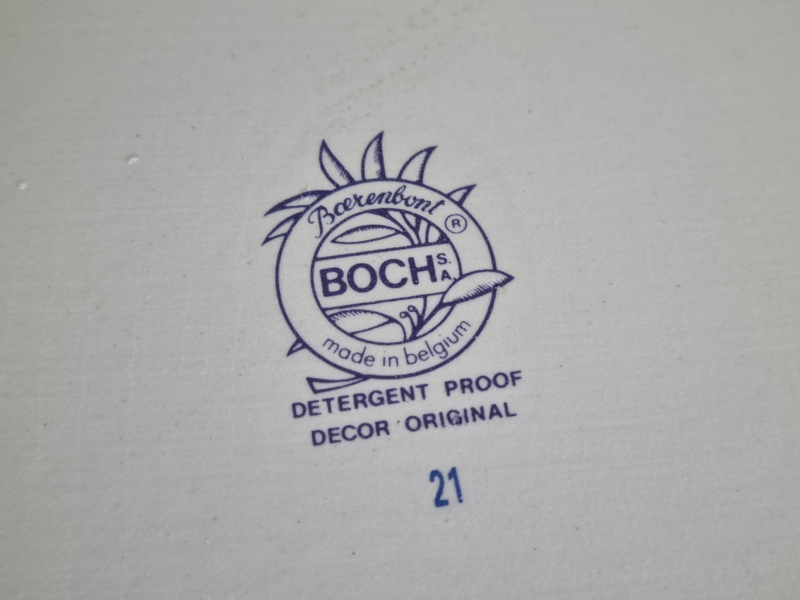 Boerenbont ®
BOCH S.A.
made in belgium
DETERGENT PROOF
DECOR ORIGINAL
21